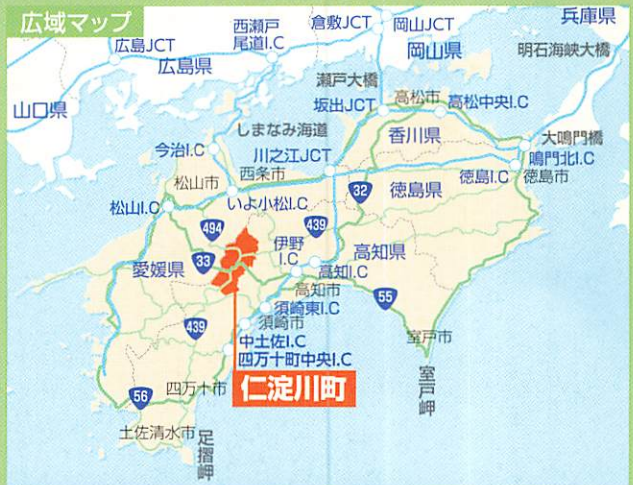 広域マップ
兵庫県
倉敷JCT
岡山JCT
西瀬戸
尾道I.C
広島JCT
広島県
岡山県
明石海峡大橋
山口県
瀬戸大橋
坂出JCT
高松市
高松中央I.C
しまなみ海道
香川県
大鳴門橋
鳴門北I.C
今治I.C
川之江JCT
西条市
徳島I.C
徳島市
松山市
いよ小松I.C
32
徳島県
松山I.C
494
439
伊野
I.C
高知県
愛媛県
33
高知I.C
高知市
55
須崎東I.C
439
須崎市
中土佐I.C
室戸市
四万十町中央I.C
室戸岬
四万十市
56
仁淀川町
土佐清水市
足摺岬